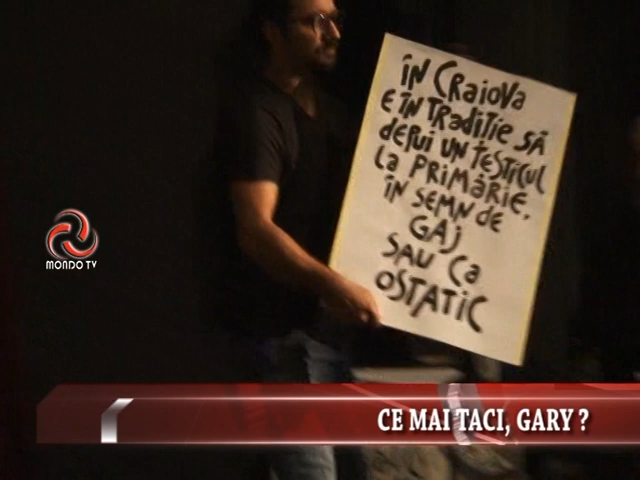 în CRaiova
E în TRaditie SĂ
dEPui un TESTicul
La PRIMĂRIE.
în SEMN de
GAJ
SAU Ca
OSTATIC
MONDO TV
CE MAI TACI, GARY ?